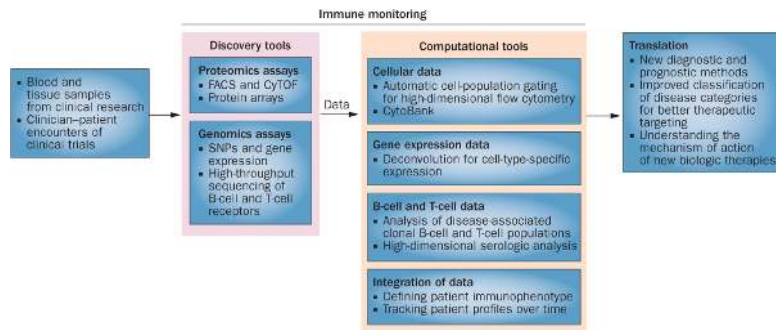 Immune monitoring
Blood and
tissue samples
from clinical research
Clinician–patient
encounters of
clinical trials
Discovery tools
Proteomics assays
FACS and CyTOF
Protein arrays
Genomics assays
SNPs and gene
expression
High-throughput
sequencing of
B-cell and T-cell
receptors
Data
Computational tools
Cellular data
Automatic cell-population gating
for high-dimensional flow cytometry
CytoBank
Gene expression data
Deconvolution for cell-type-specific
expression
B-cell and T-cell data
Analysis of disease-associated
clonal B-cell and T-cell populations
High-dimensional serologic analysis
Integration of data
Defining patient immunophenotype
Tracking patient profiles over time
Translation
New diagnostic and
prognostic methods
Improved classification
of disease categories
for better therapeutic
targeting
Understanding the
mechanism of action
of new biologic therapies